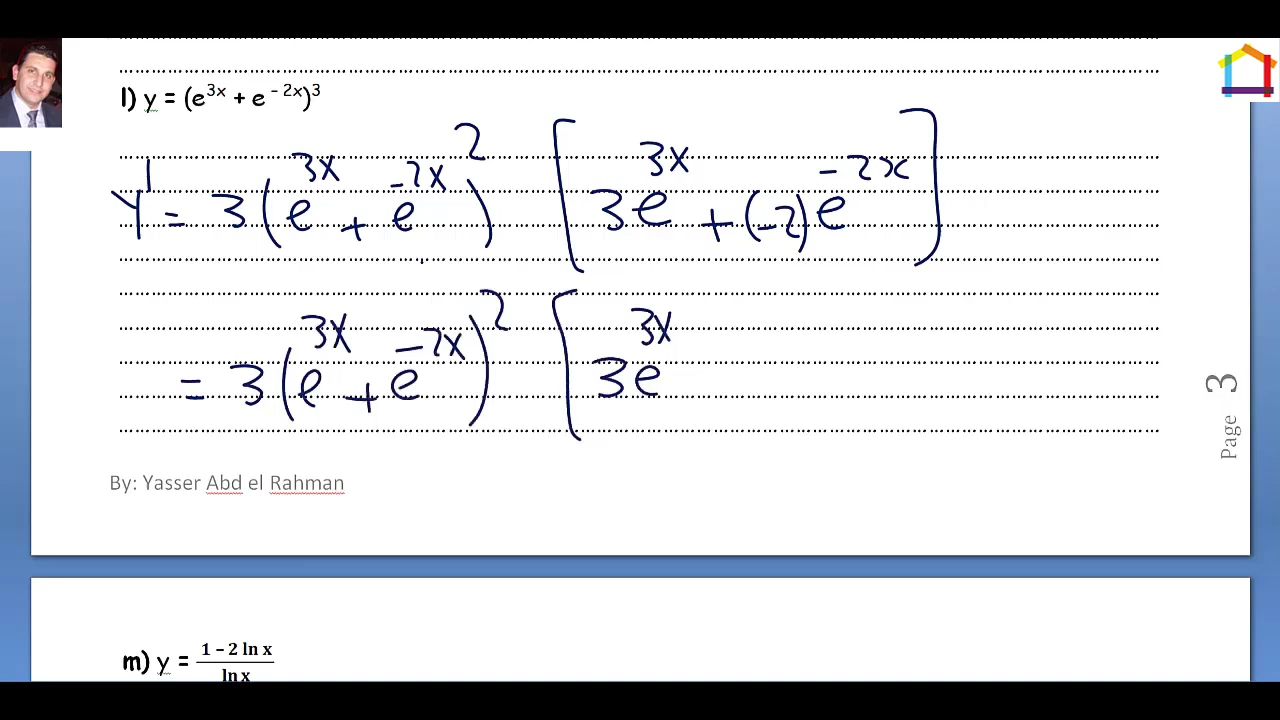 l) y = (e^3x + e^-2x)^3
y' = 3(e^3x + e^-2x)^2 [3e^3x + (-2)e^-2x]
= 3(e^3x + e^-2x)^2 [3e^3x
By: Yasser Abd el Rahman
Page 3
m) y = (1 – 2 ln x)/(ln x)